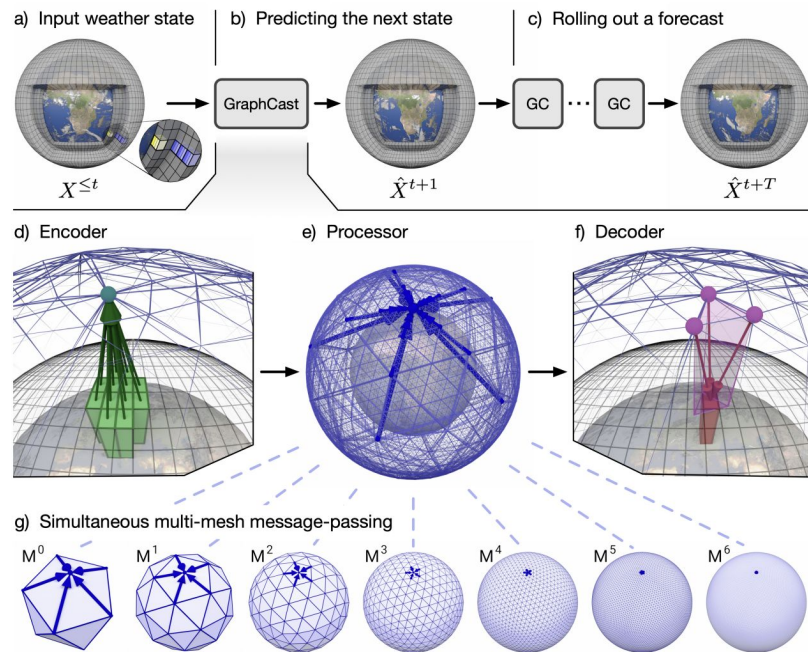 a) Input weather state
b) Predicting the next state
c) Rolling out a forecast
GraphCast
GC
...
GC
X^≤t
X̂^t+1
X̂^t+T
d) Encoder
e) Processor
f) Decoder
g) Simultaneous multi-mesh message-passing
M^0
M^1
M^2
M^3
M^4
M^5
M^6